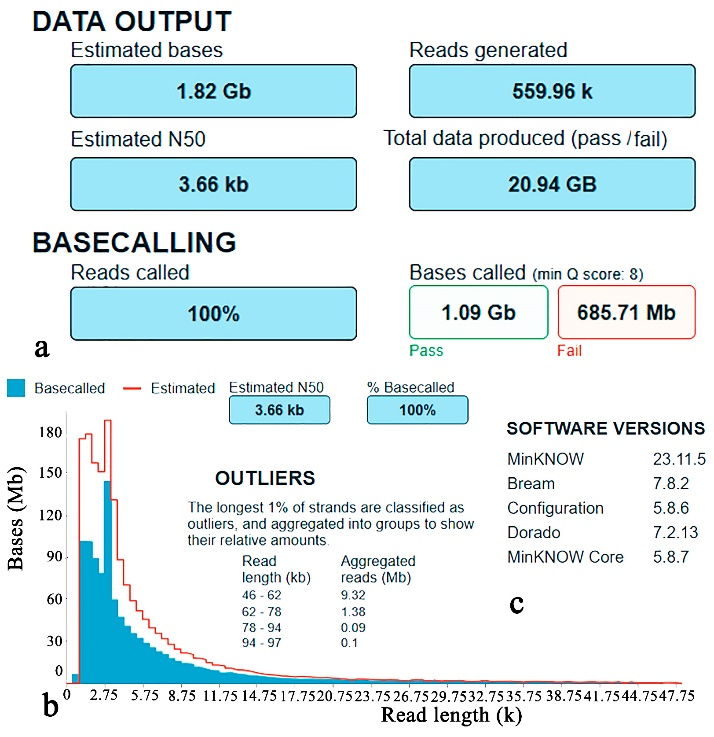 DATA OUTPUT
Estimated bases
Reads generated
1.82 Gb
559.96 k
Estimated N50
Total data produced (pass /fail)
3.66 kb
20.94 GB
BASECALLING
Reads called
Bases called (min Q score: 8)
100%
1.09 Gb
685.71 Mb
Pass
Fail
a
Basecalled
Estimated
Estimated N50
% Basecalled
3.66 kb
100%
OUTLIERS
The longest 1% of strands are classified as
outliers, and aggregated into groups to show
their relative amounts.
Read length (kb)
Aggregated reads (Mb)
46 - 62 9.32
62 - 78 1.38
78 - 94 0.09
94 - 97 0.1
Bases (Mb)
180
150
120
90
60
30
0
0 2.75 5.75 8.75 11.75 14.75 17.75 20.75 23.75 26.75 29.75 32.75 35.75 38.75 41.75 44.75 47.75
Read length (k)
b
SOFTWARE VERSIONS
MinKNOW 23.11.5
Bream 7.8.2
Configuration 5.8.6
Dorado 7.2.13
MinKNOW Core 5.8.7
c